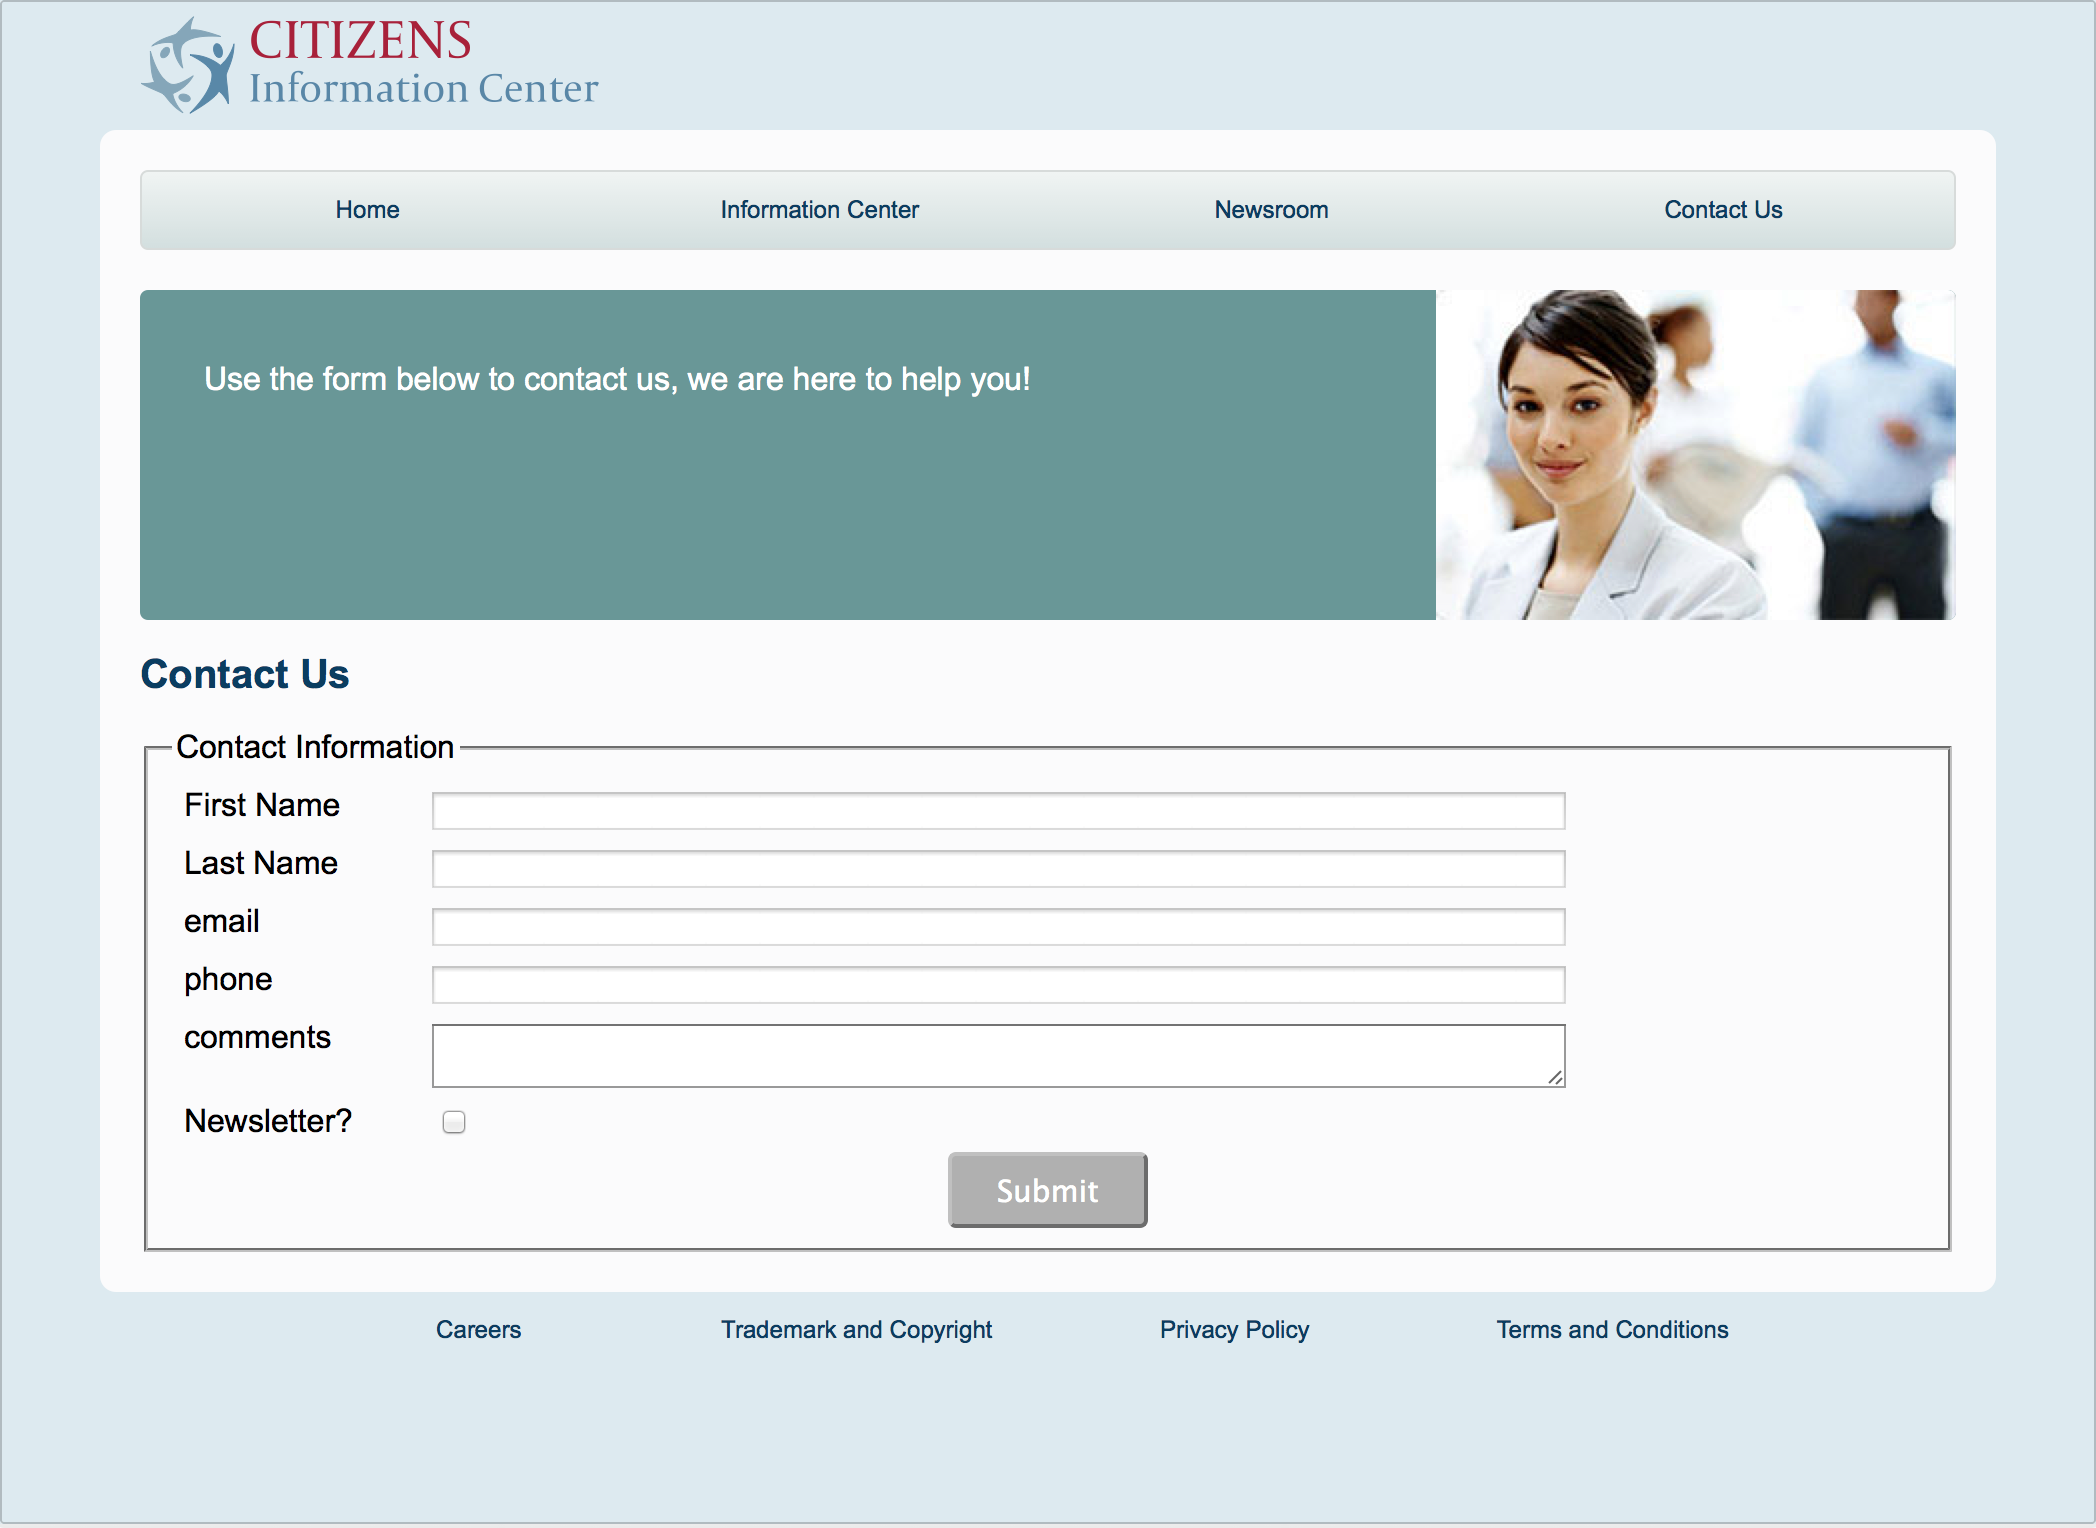 CITIZENS
Information Center
Home Information Center Newsroom Contact Us
Use the form below to contact us, we are here to help you!
Contact Us
Contact Information
First Name
Last Name
email
phone
comments
Newsletter?
Submit
Careers Trademark and Copyright Privacy Policy Terms and Conditions